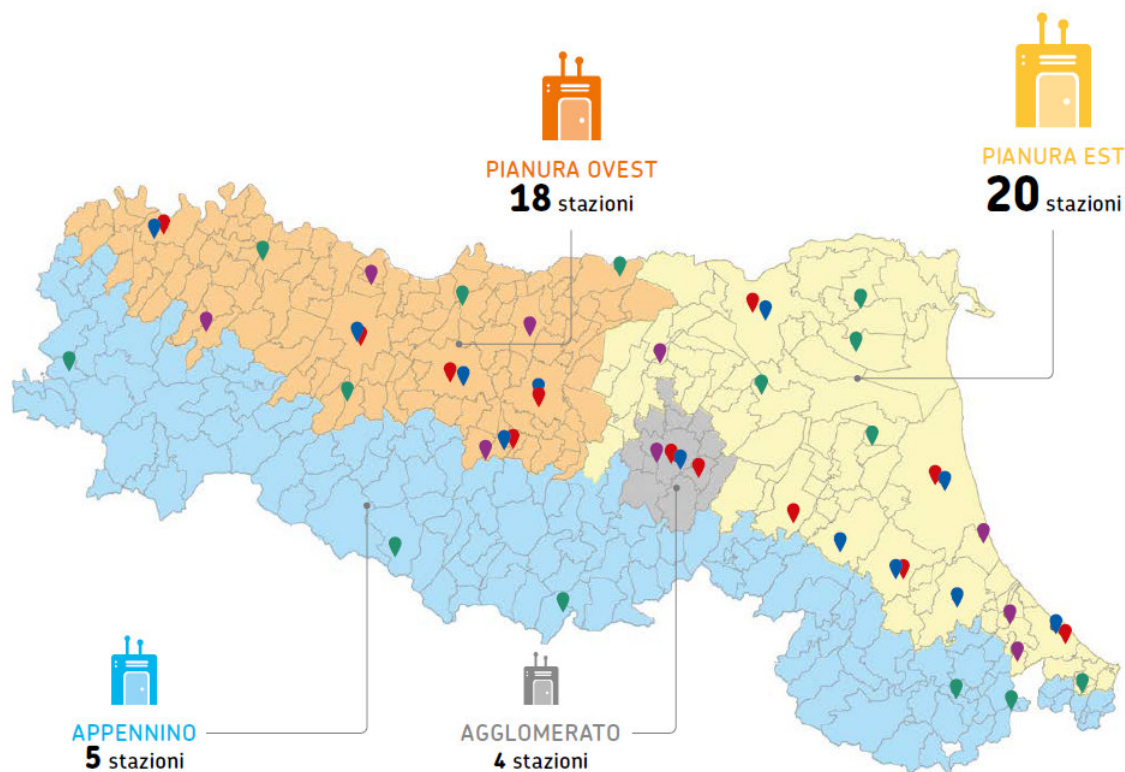 PIANURA OVEST
18 stazioni
PIANURA EST
20 stazioni
APPENNINO
5 stazioni
AGGLOMERATO
4 stazioni